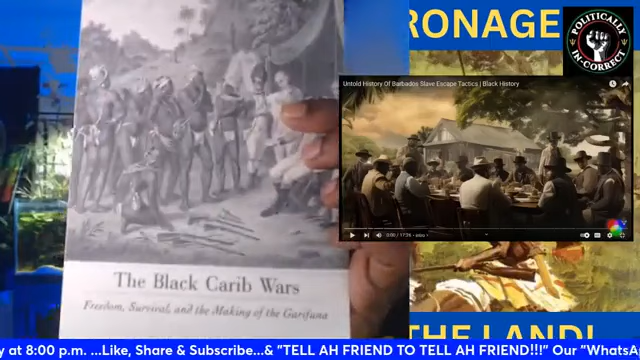 RONAGE
POLITICALLY
IN-CORRECT
Untold History Of Barbados Slave Escape Tactics | Black History
The Black Carib Wars
Freedom, Survival, and the Making of the Garifuna
THE LAND!
y at 8:00 p.m. ...Like, Share & Subscribe...& "TELL AH FRIEND TO TELL AH FRIEND!!!" Our "WhatsA